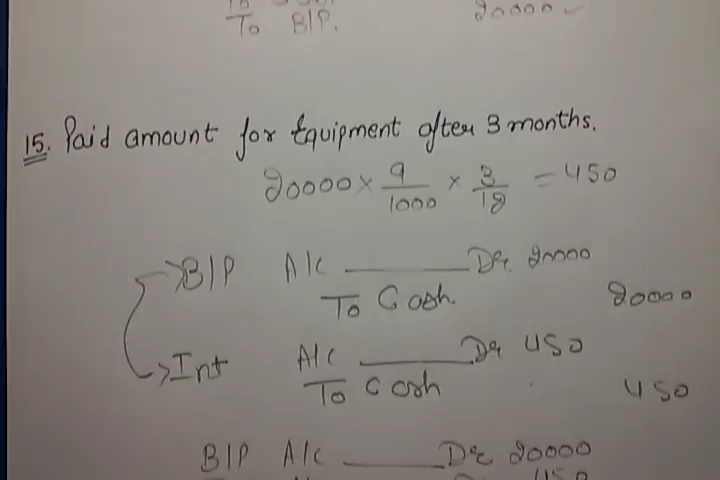 To B/P. 20000
15. Paid amount for Equipment after 3 months.
20000 × 9/1000 × 3/12 = 450
B/P A/C Dr. 20000
To Cash. 20000
Int A/C Dr 450
To Cash 450
B/P A/C Dr 20000